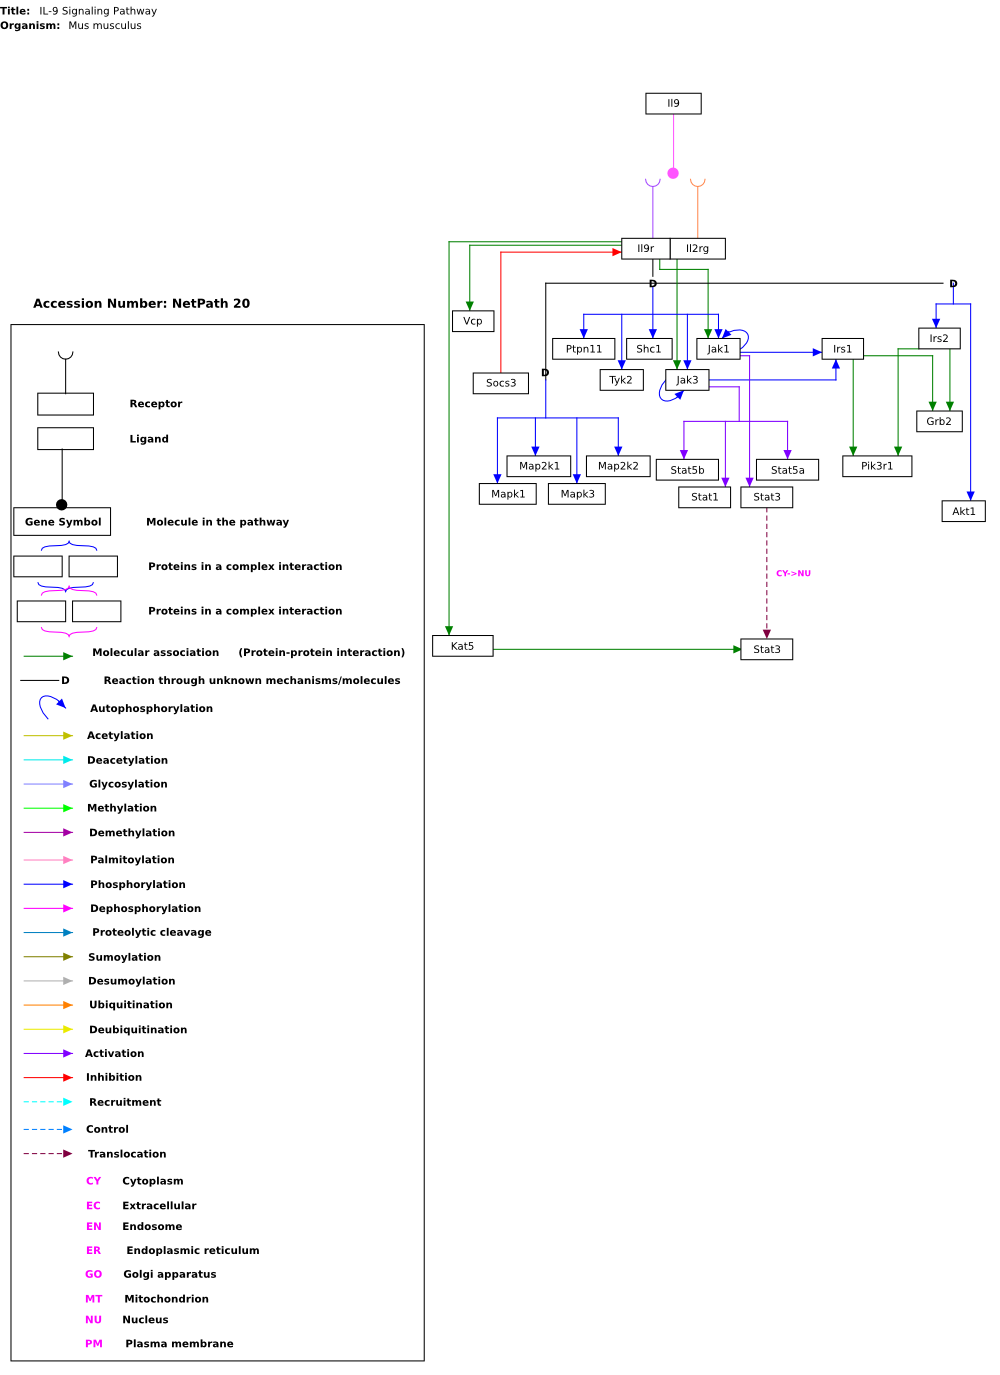 Title: IL-9 Signaling Pathway
Organism: Mus musculus
Il9
Il9r Il2rg
D D
Accession Number: NetPath 20
Vcp
Irs2
Ptpn11 Shc1 Jak1 Irs1
D
Socs3 Tyk2 Jak3
Receptor
Grb2
Ligand
Map2k1 Map2k2 Stat5b Stat5a Pik3r1
Mapk1 Mapk3 Stat1 Stat3
Akt1
Gene Symbol Molecule in the pathway
Proteins in a complex interaction
CY->NU
Proteins in a complex interaction
Kat5 Stat3
Molecular association (Protein-protein interaction)
D Reaction through unknown mechanisms/molecules
Autophosphorylation
Acetylation
Deacetylation
Glycosylation
Methylation
Demethylation
Palmitoylation
Phosphorylation
Dephosphorylation
Proteolytic cleavage
Sumoylation
Desumoylation
Ubiquitination
Deubiquitination
Activation
Inhibition
Recruitment
Control
Translocation
CY Cytoplasm
EC Extracellular
EN Endosome
ER Endoplasmic reticulum
GO Golgi apparatus
MT Mitochondrion
NU Nucleus
PM Plasma membrane